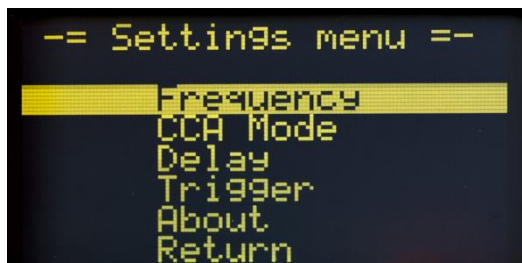 -= Settings menu =-
Frequency
CCA Mode
Delay
Trigger
About
Return